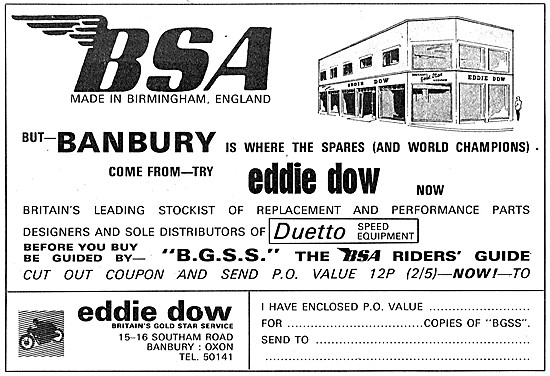 BSA
MADE IN BIRMINGHAM, ENGLAND
EDDIE DOW
Gold Star
EDDIE DOW
BUT—BANBURY IS WHERE THE SPARES (AND WORLD CHAMPIONS)
COME FROM—TRY eddie dow NOW
BRITAIN'S LEADING STOCKIST OF REPLACEMENT AND PERFORMANCE PARTS
DESIGNERS AND SOLE DISTRIBUTORS OF Duetto SPEED EQUIPMENT
BEFORE YOU BUY
BE GUIDED BY— "B.G.S.S." THE BSA RIDERS' GUIDE
CUT OUT COUPON AND SEND P.O. VALUE 12P (2/5)—NOW!—TO
eddie dow
BRITAIN'S GOLD STAR SERVICE
15–16 SOUTHAM ROAD
BANBURY : OXON
TEL. 50141
I HAVE ENCLOSED P.O. VALUE ..............................
FOR ........................................COPIES OF "BGSS".
SEND TO ................................................................
................................................................................